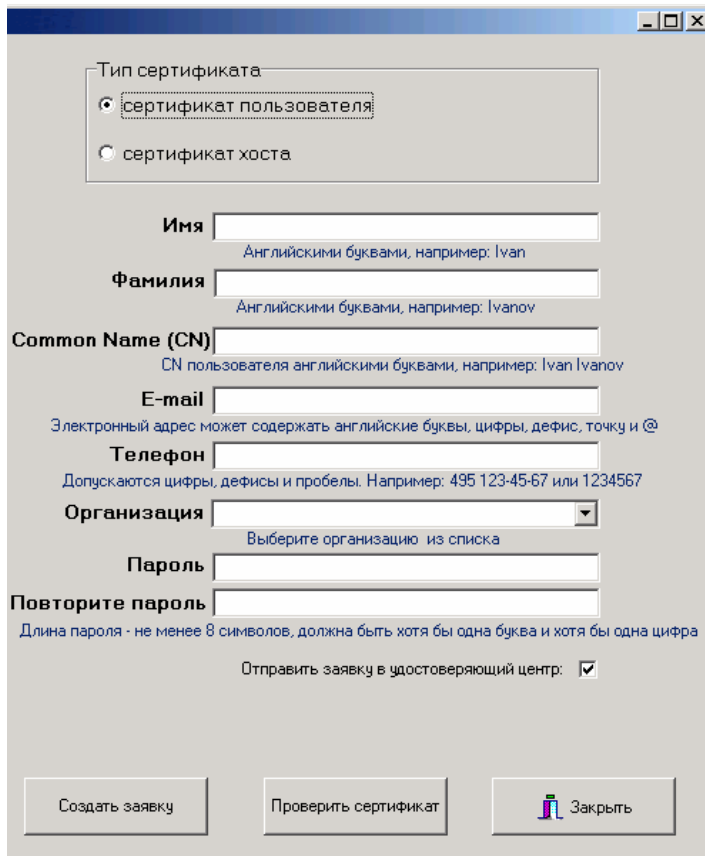 Тип сертификата
сертификат пользователя
сертификат хоста
Имя
Английскими буквами, например: Ivan
Фамилия
Английскими буквами, например: Ivanov
Common Name (CN)
CN пользователя английскими буквами, например: Ivan Ivanov
E-mail
Электронный адрес может содержать английские буквы, цифры, дефис, точку и @
Телефон
Допускаются цифры, дефисы и пробелы. Например: 495 123-45-67 или 1234567
Организация
Выберите организацию из списка
Пароль
Повторите пароль
Длина пароля - не менее 8 символов, должна быть хотя бы одна буква и хотя бы одна цифра
Отправить заявку в удостоверяющий центр:
Создать заявку Проверить сертификат Закрыть